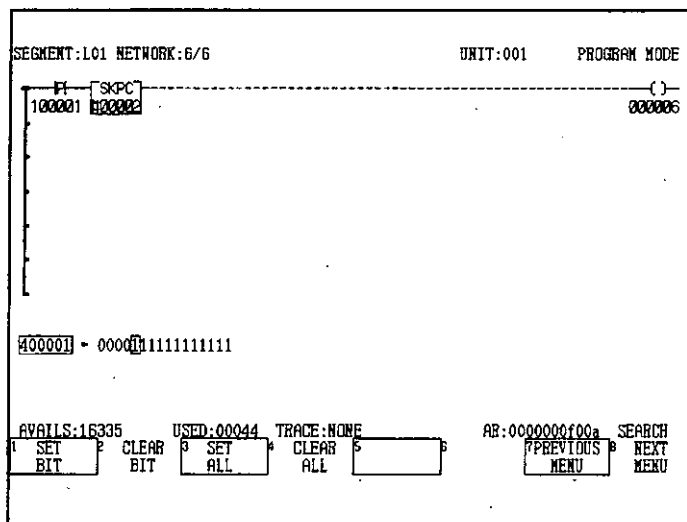 SEGMENT:L01 NETWORK:6/6 UNIT:001 PROGRAM MODE
SKPC
100001 #00002 000006
400001 = 0000111111111111
AVAILS:16335 USED:00044 TRACE:NONE AR:0000000f00a SEARCH
1 SET BIT 2 CLEAR BIT 3 SET ALL 4 CLEAR ALL 5 6 7 PREVIOUS MENU 8 NEXT MENU